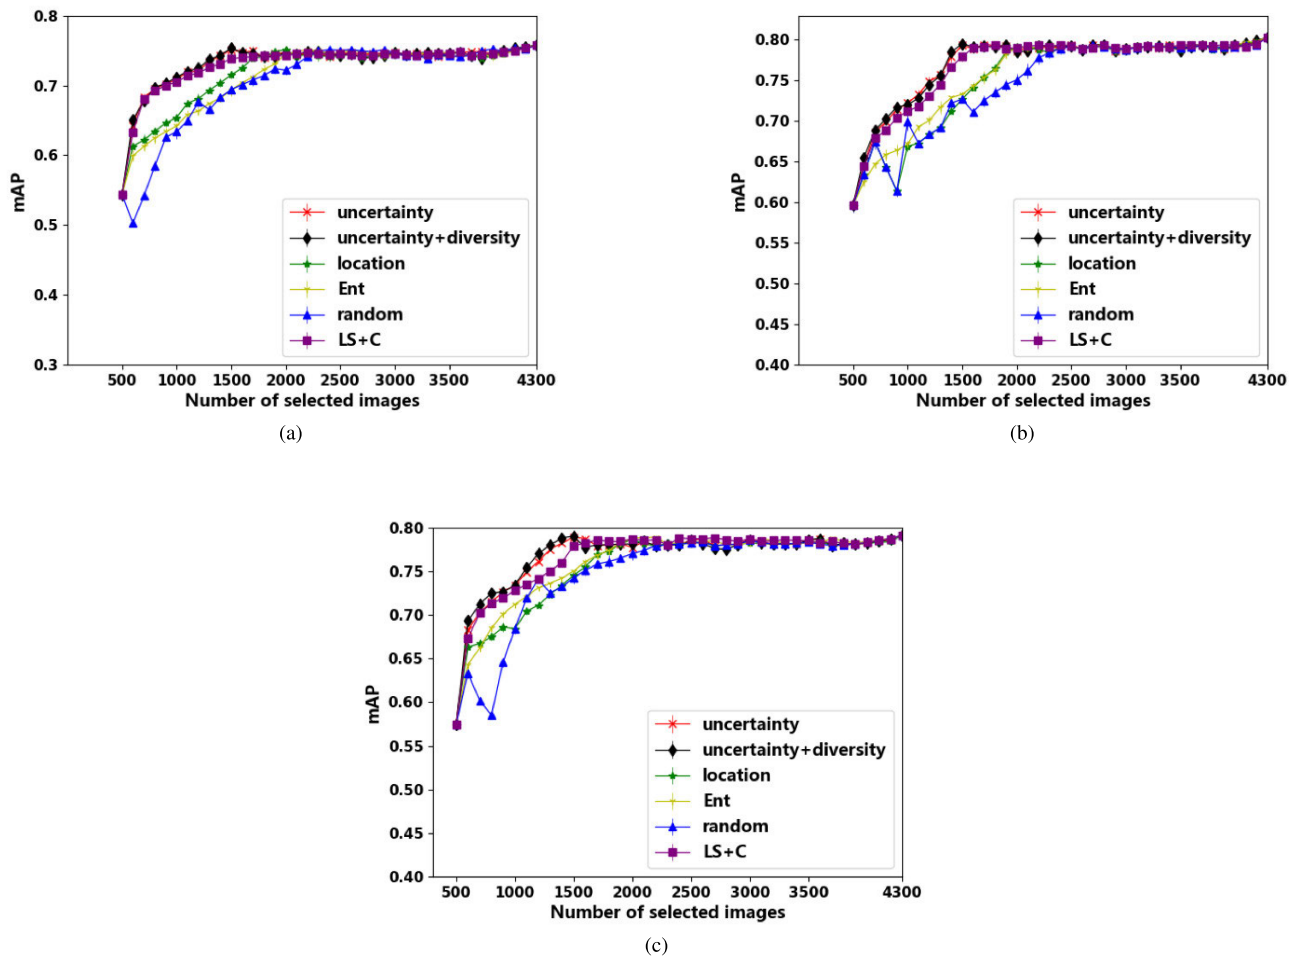 0.8
0.7
0.6
0.5
0.4
0.3
mAP
uncertainty
uncertainty+diversity
location
Ent
random
LS+C
500 1000 1500 2000 2500 3000 3500 4300
Number of selected images
(a)
0.80
0.75
0.70
0.65
0.60
0.55
0.50
0.45
0.40
mAP
uncertainty
uncertainty+diversity
location
Ent
random
LS+C
500 1000 1500 2000 2500 3000 3500 4300
Number of selected images
(b)
0.80
0.75
0.70
0.65
0.60
0.55
0.50
0.45
0.40
mAP
uncertainty
uncertainty+diversity
location
Ent
random
LS+C
500 1000 1500 2000 2500 3000 3500 4300
Number of selected images
(c)